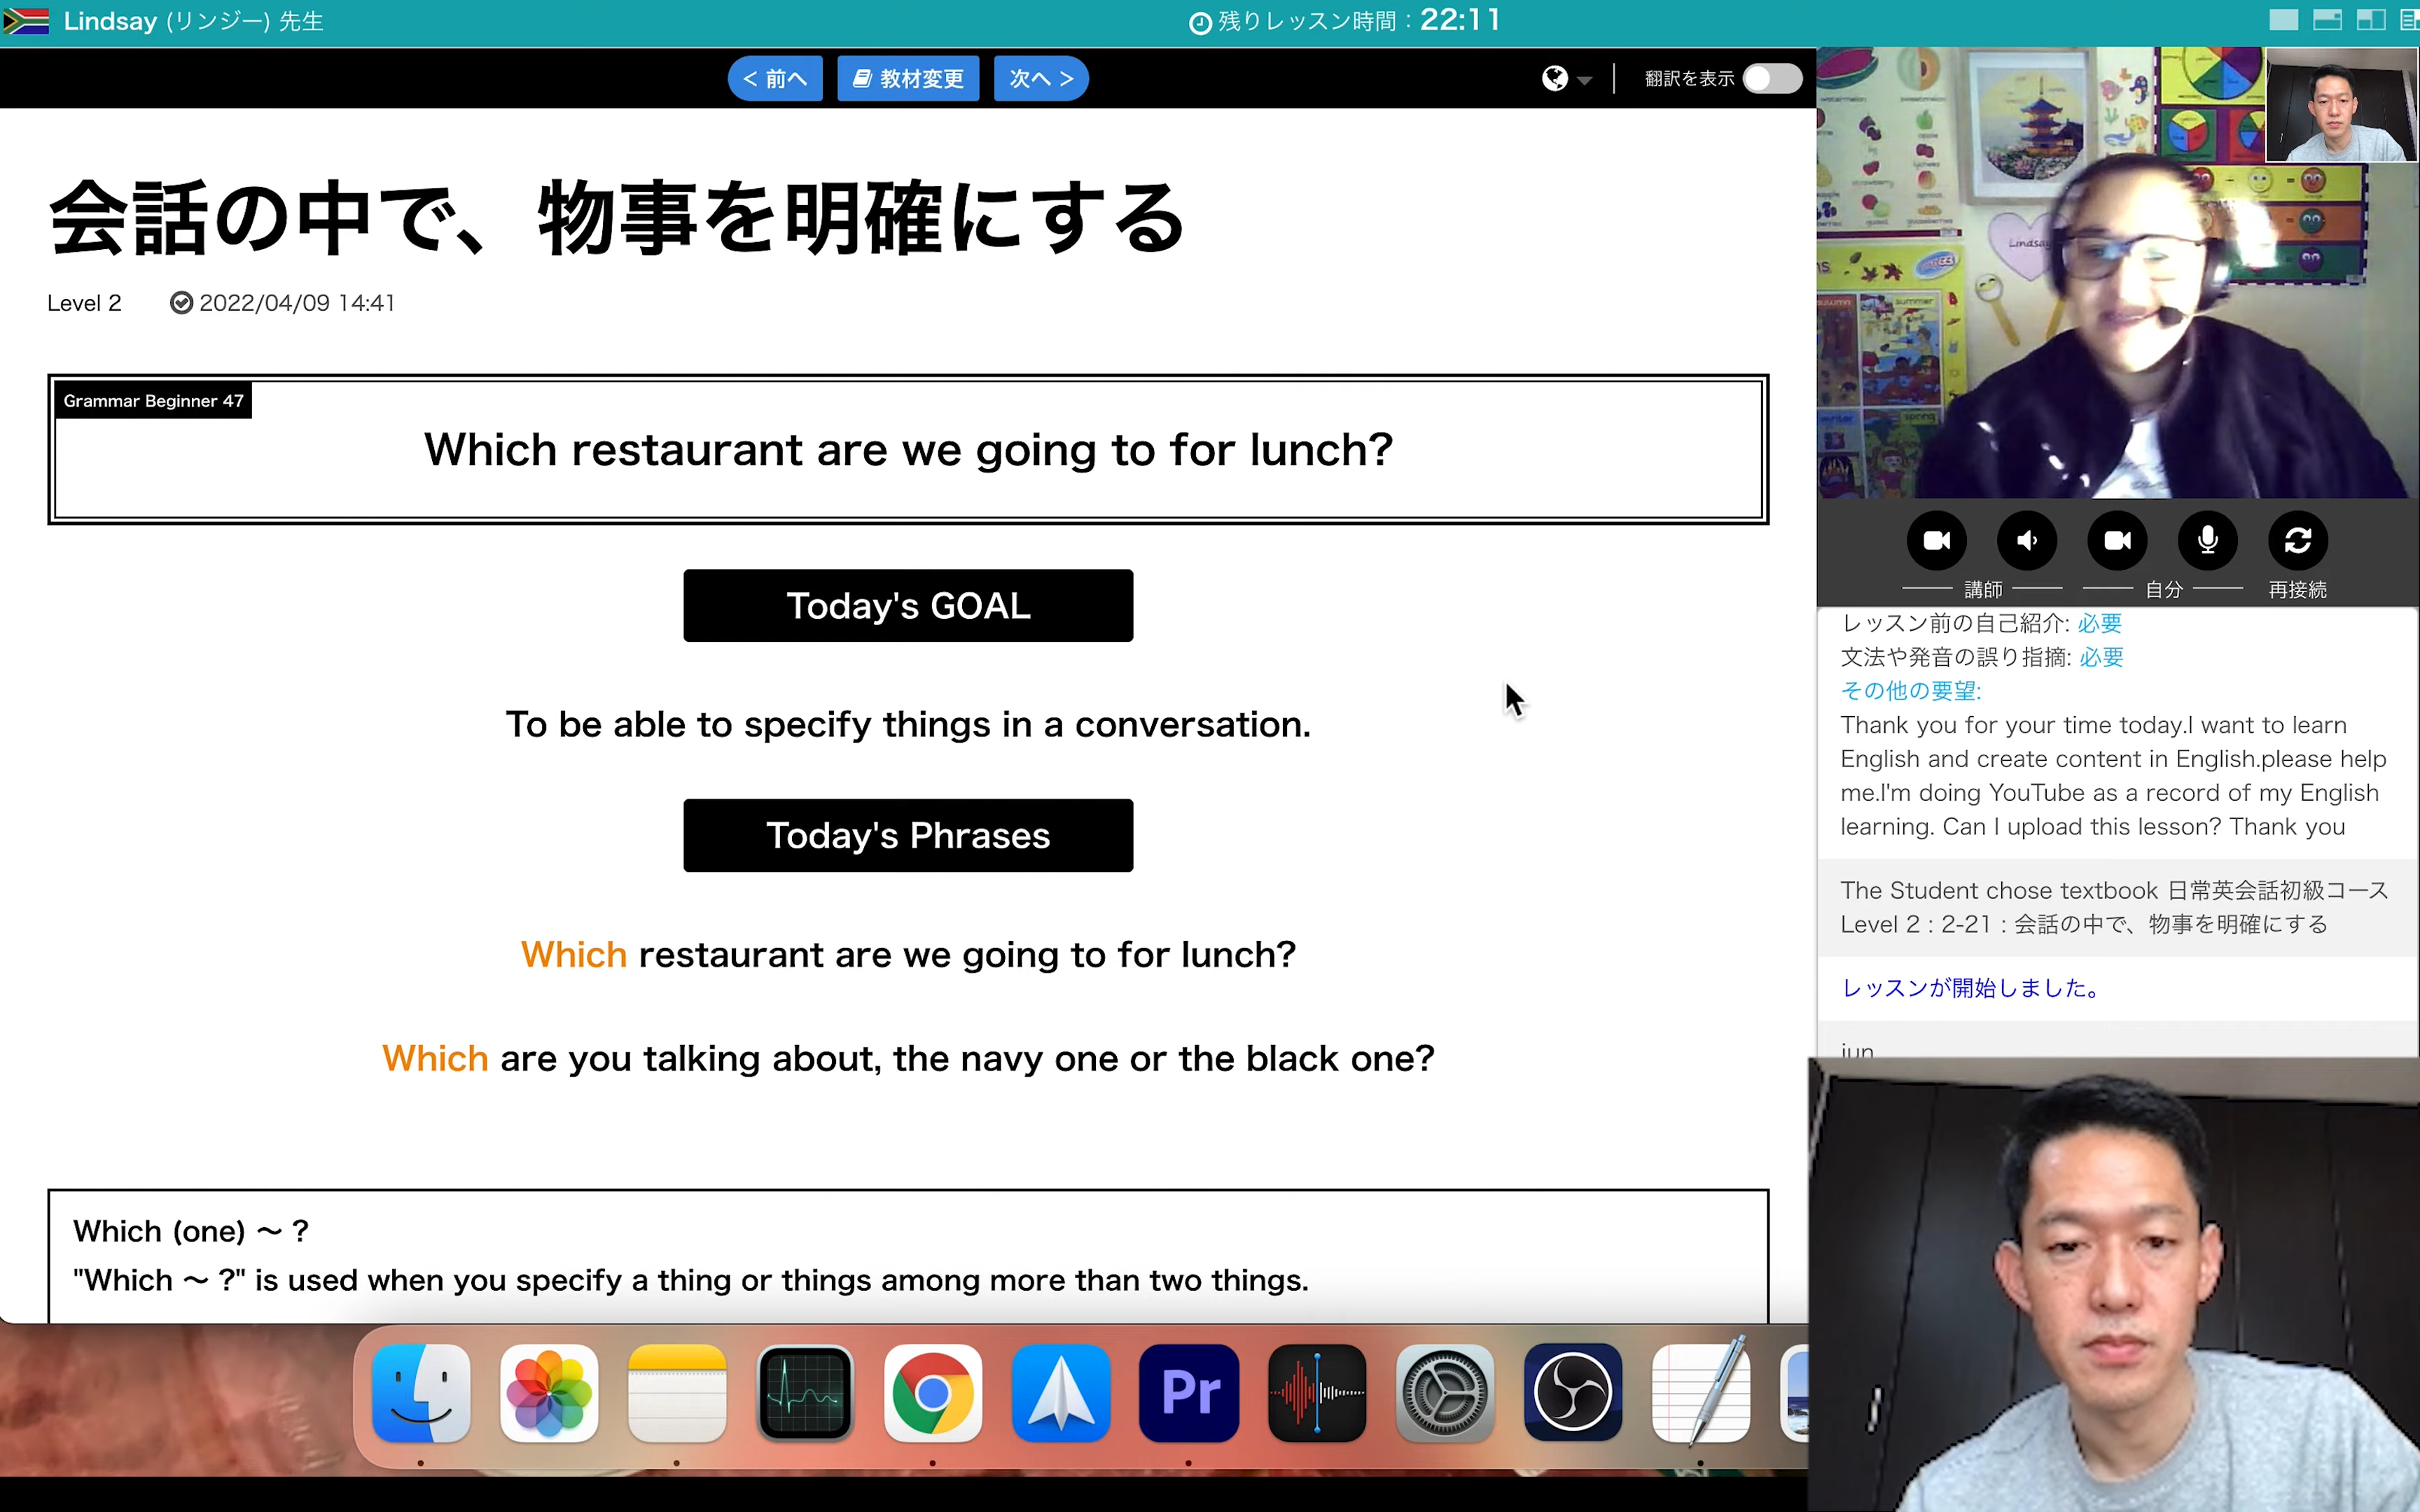 Lindsay (リンジー) 先生
残りレッスン時間：22:11
< 前へ
教材変更
次へ >
翻訳を表示
会話の中で、物事を明確にする
Level 2
2022/04/09 14:41
Grammar Beginner 47
Which restaurant are we going to for lunch?
Today's GOAL
To be able to specify things in a conversation.
Today's Phrases
Which restaurant are we going to for lunch?
Which are you talking about, the navy one or the black one?
Which (one) 〜 ?
"Which 〜 ?" is used when you specify a thing or things among more than two things.
Lindsay
summer
spring
講師
自分
再接続
レッスン前の自己紹介: 必要
文法や発音の誤り指摘: 必要
その他の要望:
Thank you for your time today.I want to learn
English and create content in English.please help
me.I'm doing YouTube as a record of my English
learning. Can I upload this lesson? Thank you
The Student chose textbook 日常英会話初級コース
Level 2 : 2-21 : 会話の中で、物事を明確にする
レッスンが開始しました。
jun
Pr